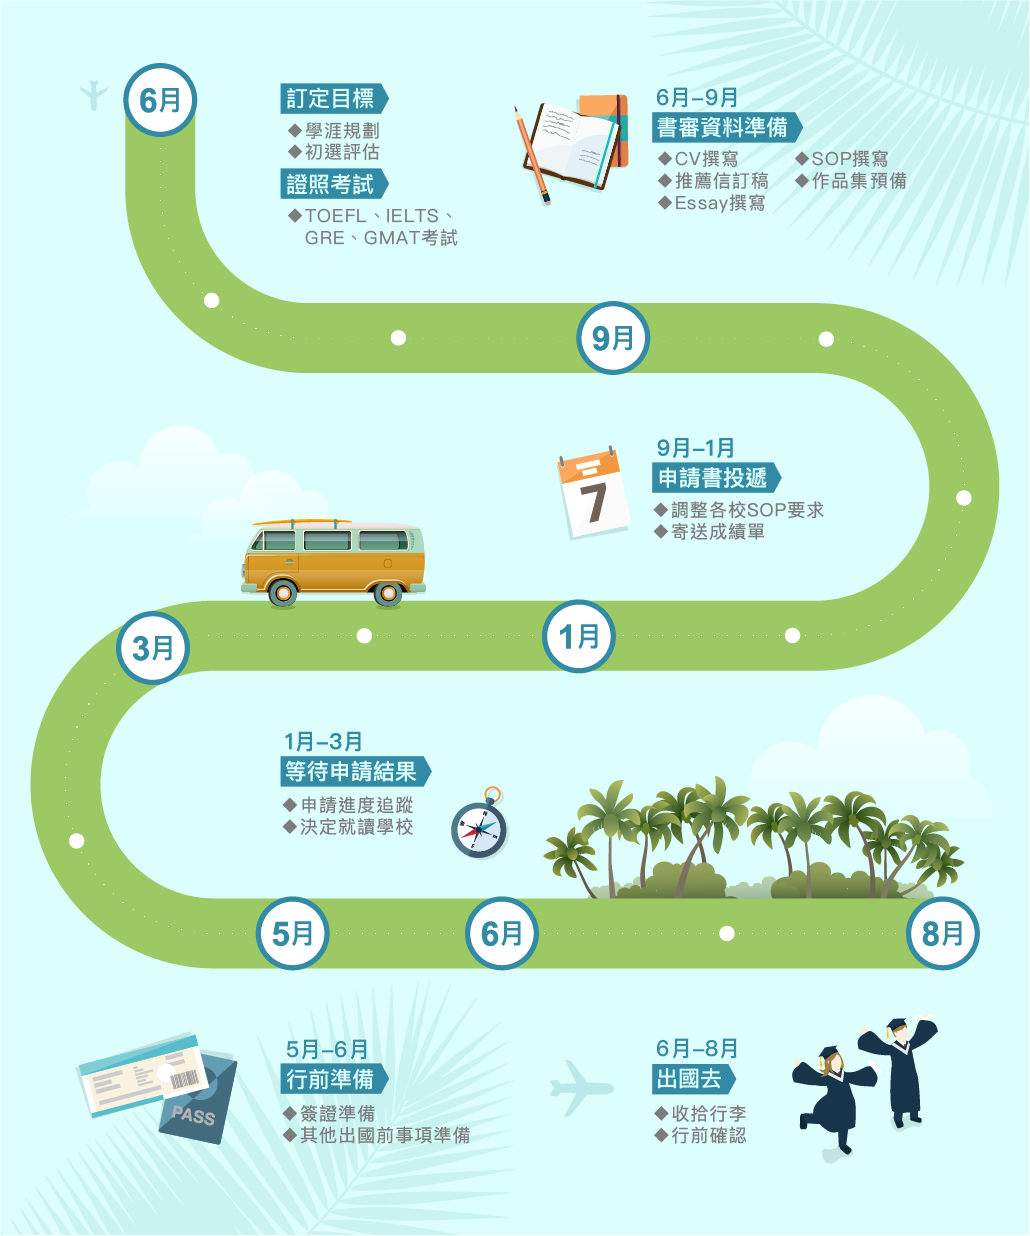 6月
訂定目標
◆學涯規劃
◆初選評估
證照考試
◆TOEFL、IELTS、
GRE、GMAT考試
6月–9月
書審資料準備
◆CV撰寫 ◆SOP撰寫
◆推薦信訂稿 ◆作品集預備
◆Essay撰寫
9月
9月–1月
申請書投遞
◆調整各校SOP要求
◆寄送成績單
7
3月
1月
1月–3月
等待申請結果
◆申請進度追蹤
◆決定就讀學校
5月
6月
8月
5月–6月
行前準備
◆簽證準備
◆其他出國前事項準備
PASS
6月–8月
出國去
◆收拾行李
◆行前確認